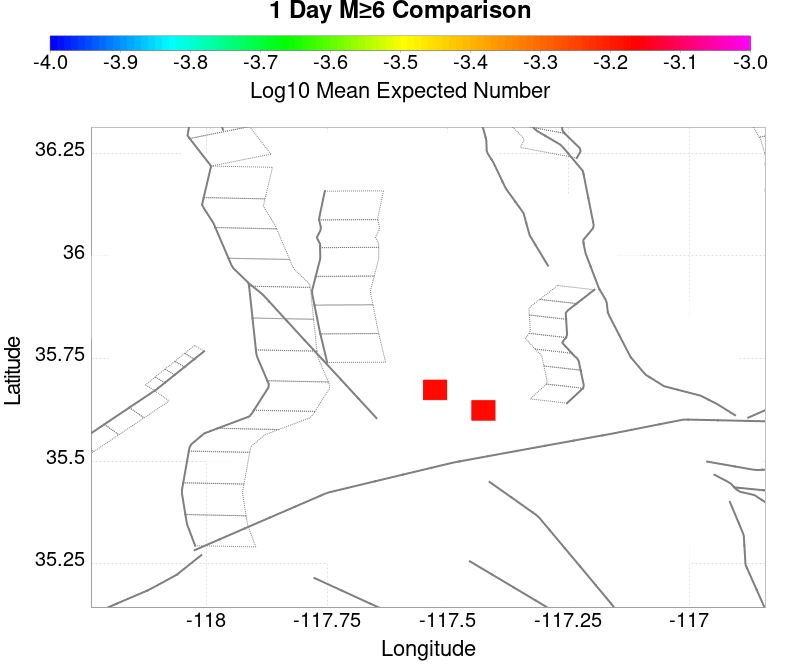 1 Day M≥6 Comparison
-4.0 -3.9 -3.8 -3.7 -3.6 -3.5 -3.4 -3.3 -3.2 -3.1 -3.0
Log10 Mean Expected Number
36.25
36
35.75
35.5
35.25
Latitude
-118 -117.75 -117.5 -117.25 -117
Longitude